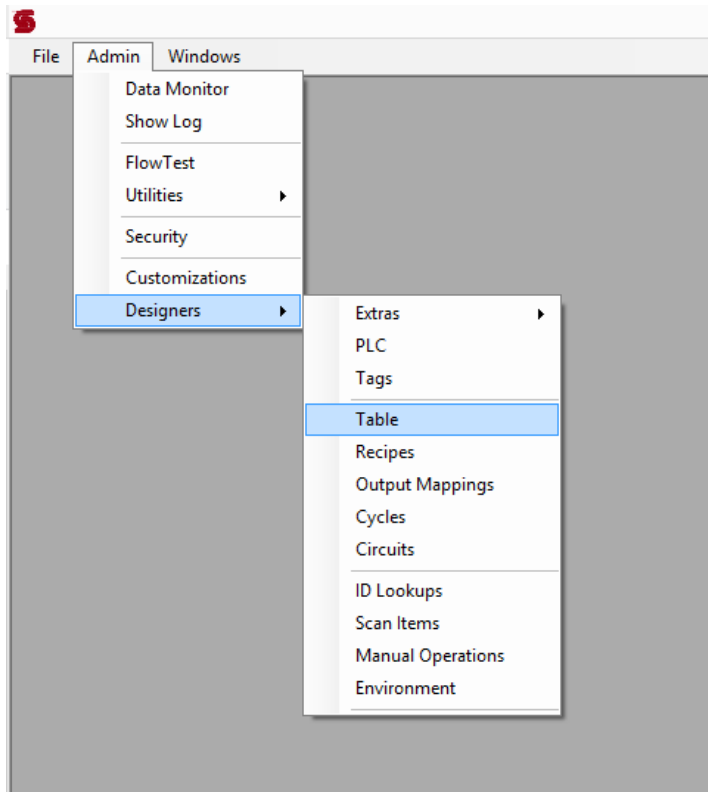 File Admin Windows
Data Monitor
Show Log
FlowTest
Utilities
Security
Customizations
Designers
Extras
PLC
Tags
Table
Recipes
Output Mappings
Cycles
Circuits
ID Lookups
Scan Items
Manual Operations
Environment